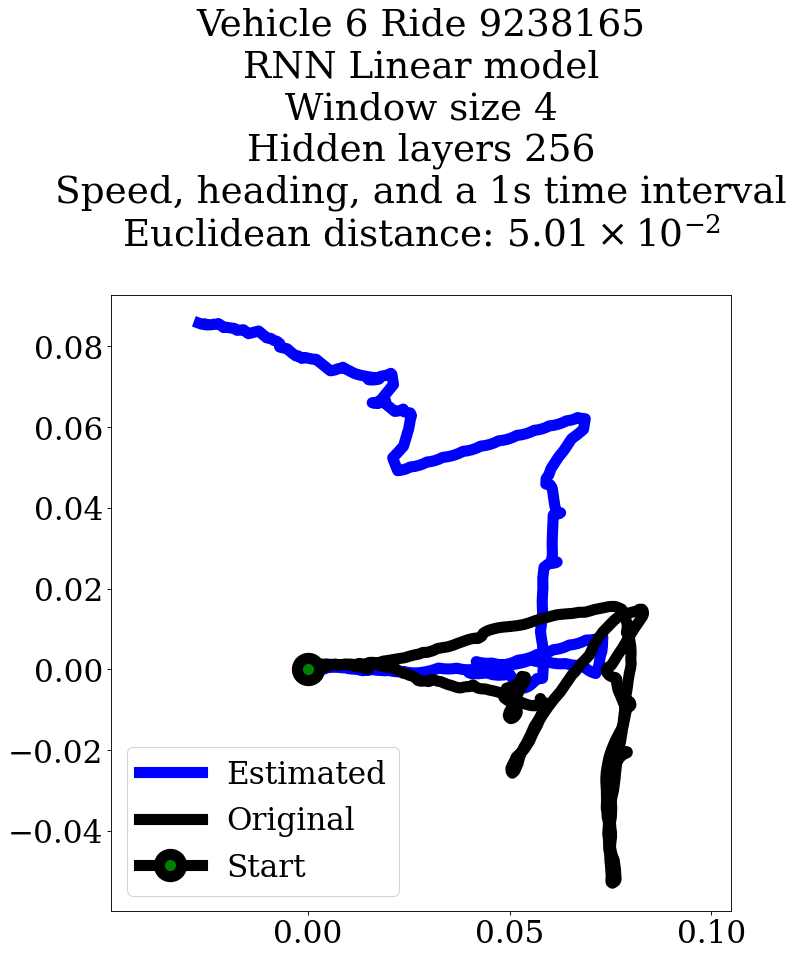 Vehicle 6 Ride 9238165
RNN Linear model
Window size 4
Hidden layers 256
Speed, heading, and a 1s time interval
Euclidean distance: 5.01 × 10⁻²
0.08
0.06
0.04
0.02
0.00
−0.02
−0.04
Estimated
Original
Start
0.00 0.05 0.10